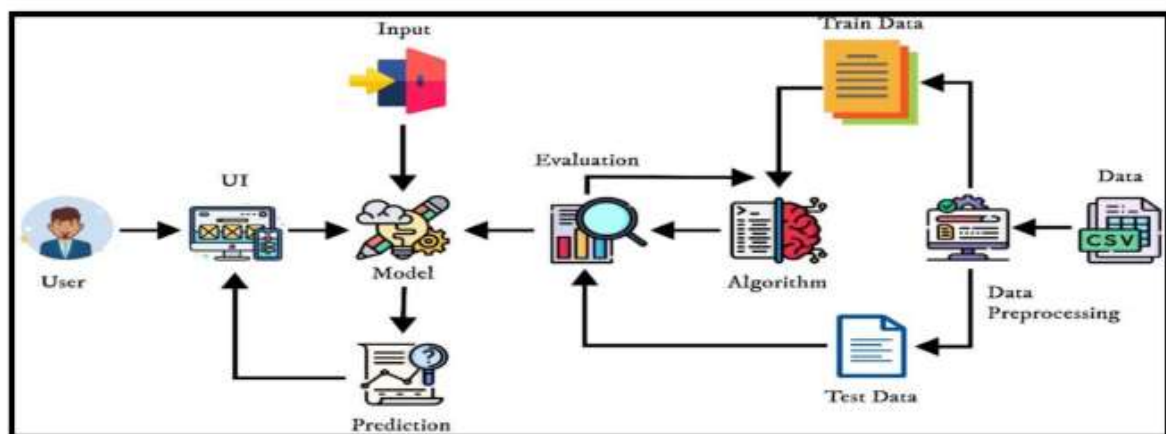 Input
Train Data
Evaluation
UI
Data
CSV
User
Model
Algorithm
Data
Preprocessing
Test Data
Prediction